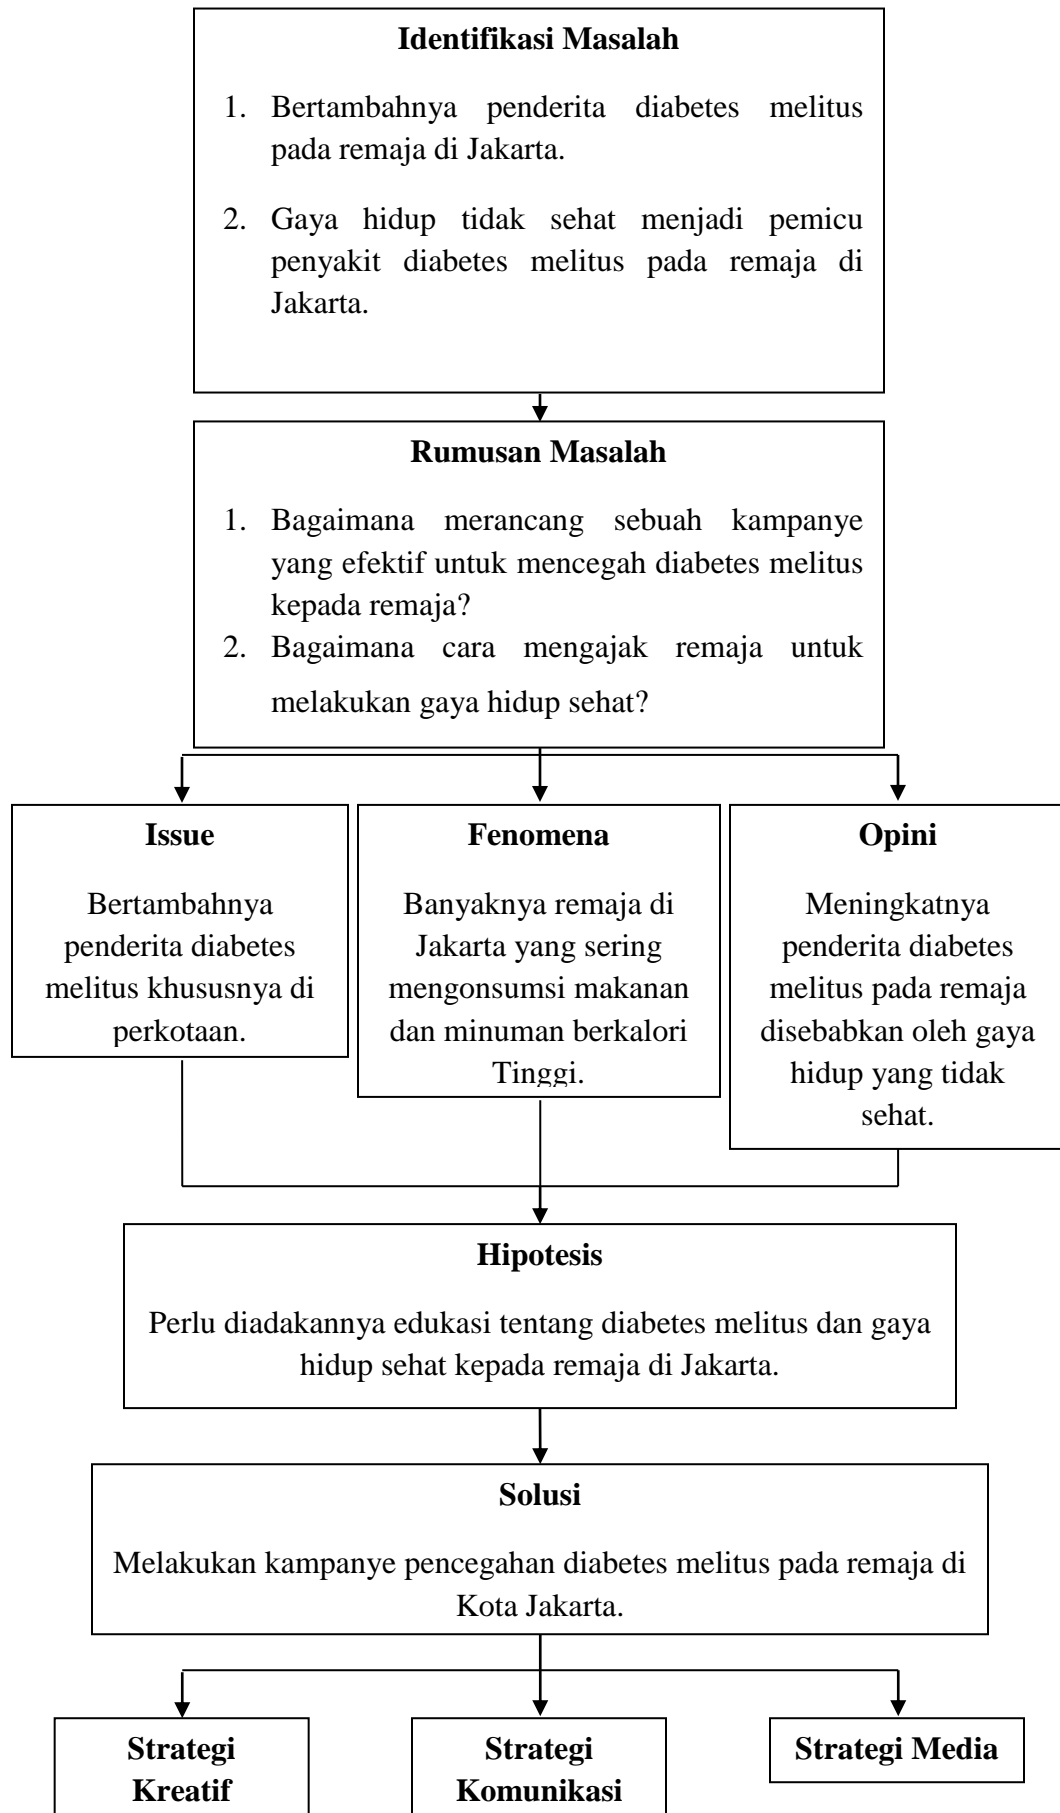 Identifikasi Masalah
1. Bertambahnya penderita diabetes melitus
pada remaja di Jakarta.
2. Gaya hidup tidak sehat menjadi pemicu
penyakit diabetes melitus pada remaja di
Jakarta.
Rumusan Masalah
1. Bagaimana merancang sebuah kampanye
yang efektif untuk mencegah diabetes melitus
kepada remaja?
2. Bagaimana cara mengajak remaja untuk
melakukan gaya hidup sehat?
Issue
Bertambahnya
penderita diabetes
melitus khususnya di
perkotaan.
Fenomena
Banyaknya remaja di
Jakarta yang sering
mengonsumsi makanan
dan minuman berkalori
Tinggi.
Opini
Meningkatnya
penderita diabetes
melitus pada remaja
disebabkan oleh gaya
hidup yang tidak
sehat.
Hipotesis
Perlu diadakannya edukasi tentang diabetes melitus dan gaya
hidup sehat kepada remaja di Jakarta.
Solusi
Melakukan kampanye pencegahan diabetes melitus pada remaja di
Kota Jakarta.
Strategi
Kreatif
Strategi
Komunikasi
Strategi Media